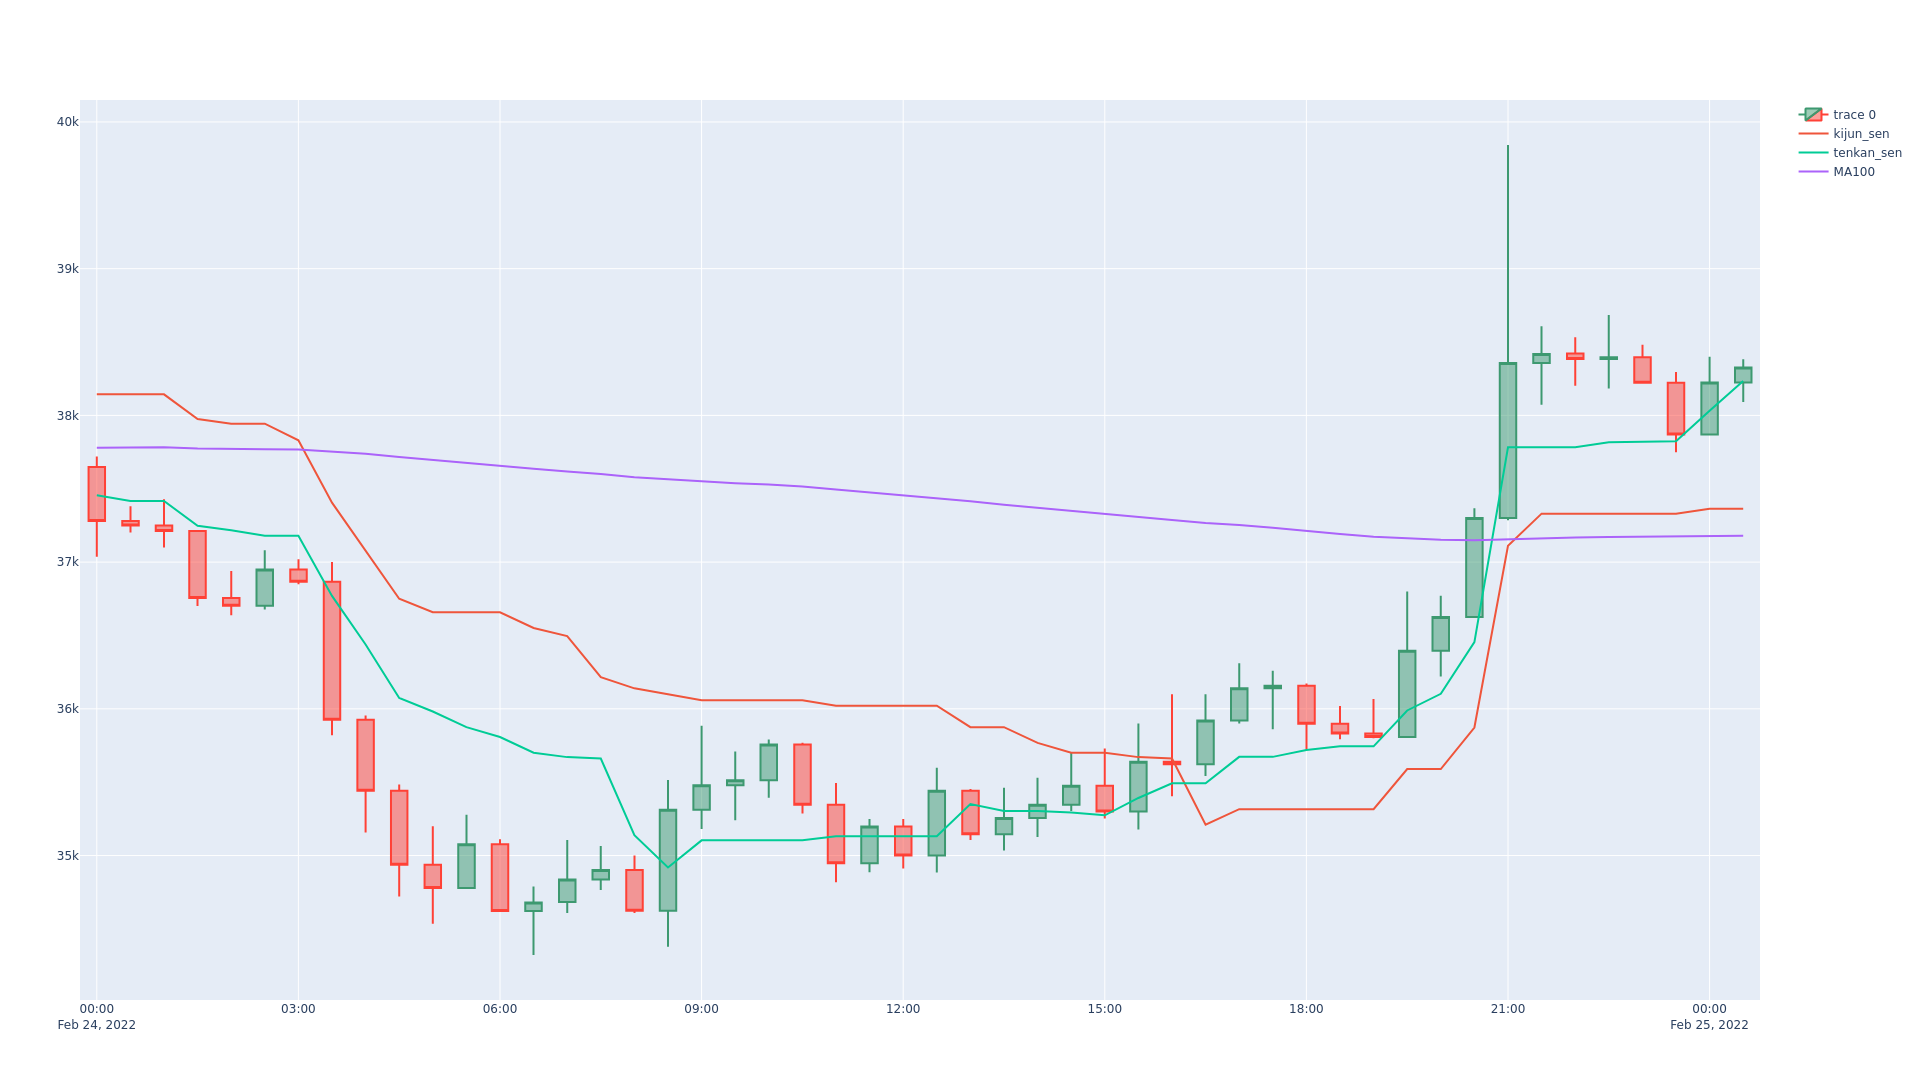 40k
39k
38k
37k
36k
35k
00:00
Feb 24, 2022
03:00
06:00
09:00
12:00
15:00
18:00
21:00
00:00
Feb 25, 2022
trace 0
kijun_sen
tenkan_sen
MA100